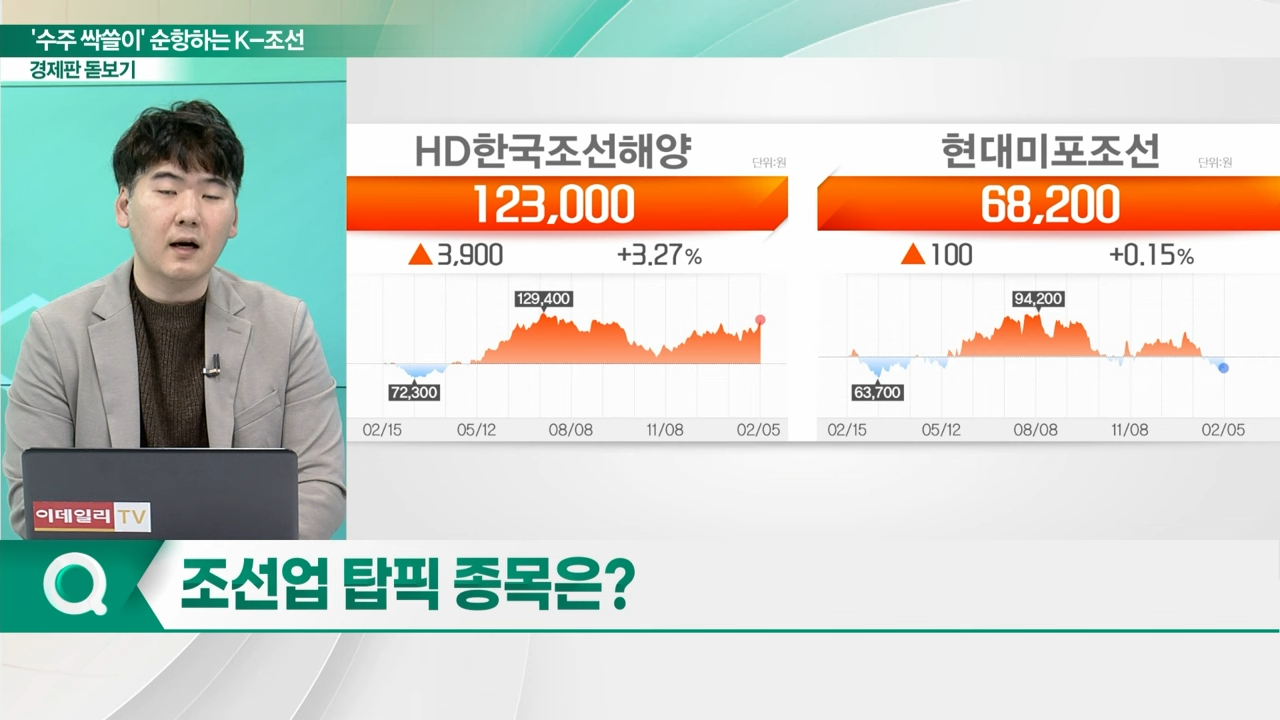 '수주 싹쓸이' 순항하는 K-조선
경제판 돋보기
HD한국조선해양
단위:원
123,000
▲3,900 +3.27%
129,400
72,300
02/15 05/12 08/08 11/08 02/05
현대미포조선
단위:원
68,200
▲100 +0.15%
94,200
63,700
02/15 05/12 08/08 11/08 02/05
이데일리TV
Q 조선업 탑픽 종목은?